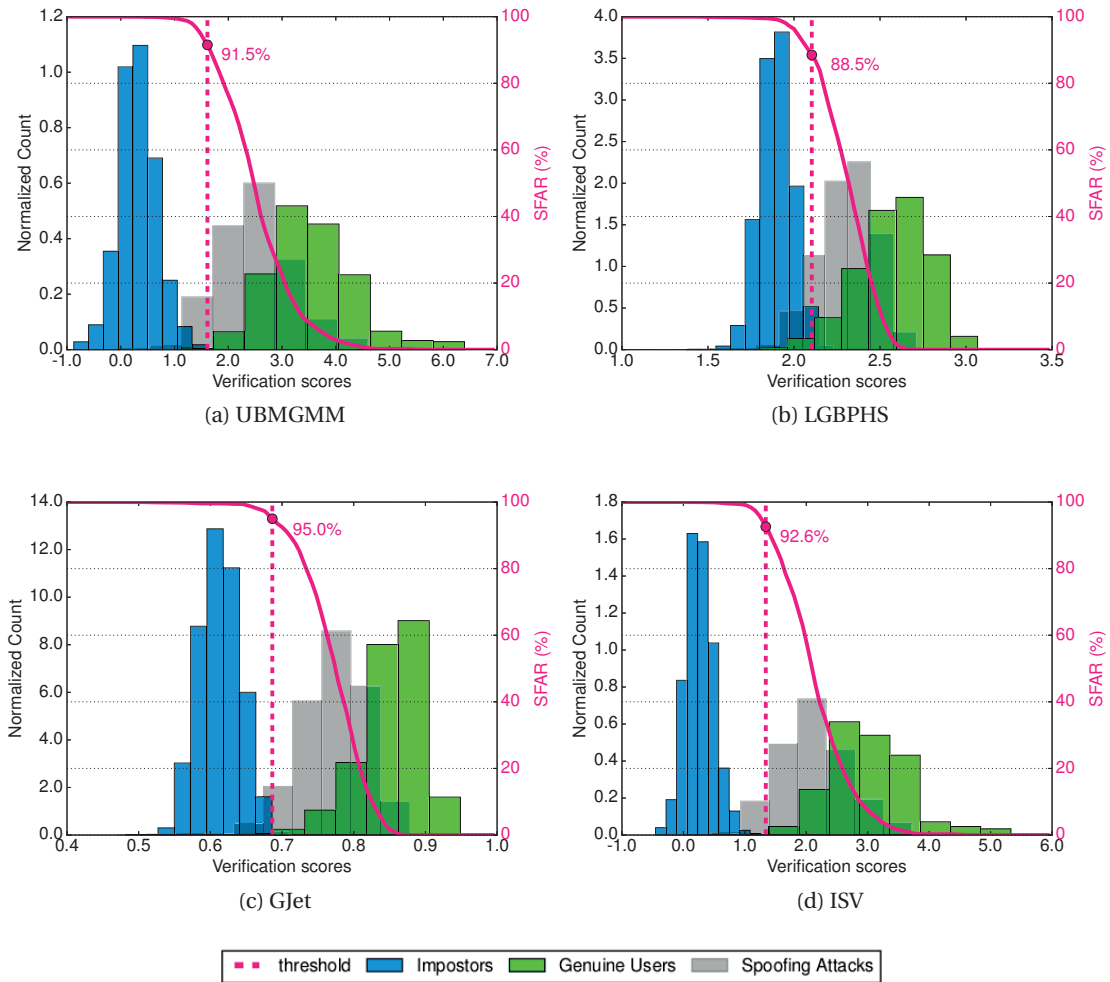 1.2
1.0
0.8
0.6
0.4
0.2
0.0
Normalized Count
0.0 1.0 2.0 3.0 4.0 5.0 6.0 7.0
Verification scores
100
80
60
40
20
0
SFAR (%)
91.5%
(a) UBMGMM
4.0
3.5
3.0
2.5
2.0
1.5
1.0
0.5
0.0
Normalized Count
1.0 1.5 2.0 2.5 3.0 3.5
Verification scores
100
80
60
40
20
0
SFAR (%)
88.5%
(b) LGBPHS
14.0
12.0
10.0
8.0
6.0
4.0
2.0
0.0
Normalized Count
0.4 0.5 0.6 0.7 0.8 0.9 1.0
Verification scores
100
80
60
40
20
0
SFAR (%)
95.0%
(c) GJet
1.8
1.6
1.4
1.2
1.0
0.8
0.6
0.4
0.2
0.0
Normalized Count
-1.0 0.0 1.0 2.0 3.0 4.0 5.0 6.0
Verification scores
100
80
60
40
20
0
SFAR (%)
92.6%
(d) ISV
threshold Impostors Genuine Users Spoofing Attacks